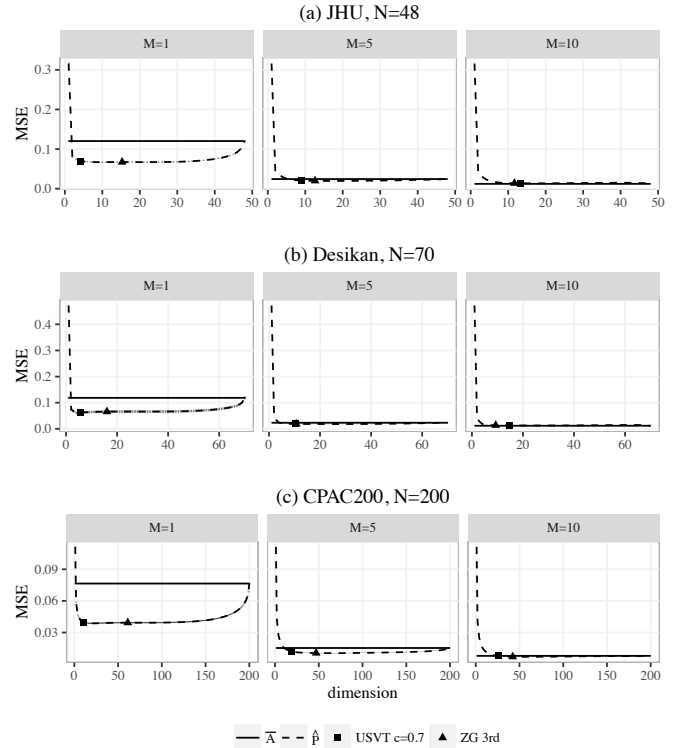 (a) JHU, N=48
M=1 M=5 M=10
MSE
0.3
0.2
0.1
0.0
0 10 20 30 40 50 0 10 20 30 40 50 0 10 20 30 40 50
(b) Desikan, N=70
M=1 M=5 M=10
MSE
0.4
0.3
0.2
0.1
0.0
0 20 40 60 0 20 40 60 0 20 40 60
(c) CPAC200, N=200
M=1 M=5 M=10
MSE
0.09
0.06
0.03
0 50 100 150 200 0 50 100 150 200 0 50 100 150 200
dimension
A̅ P̂ USVT c=0.7 ZG 3rd